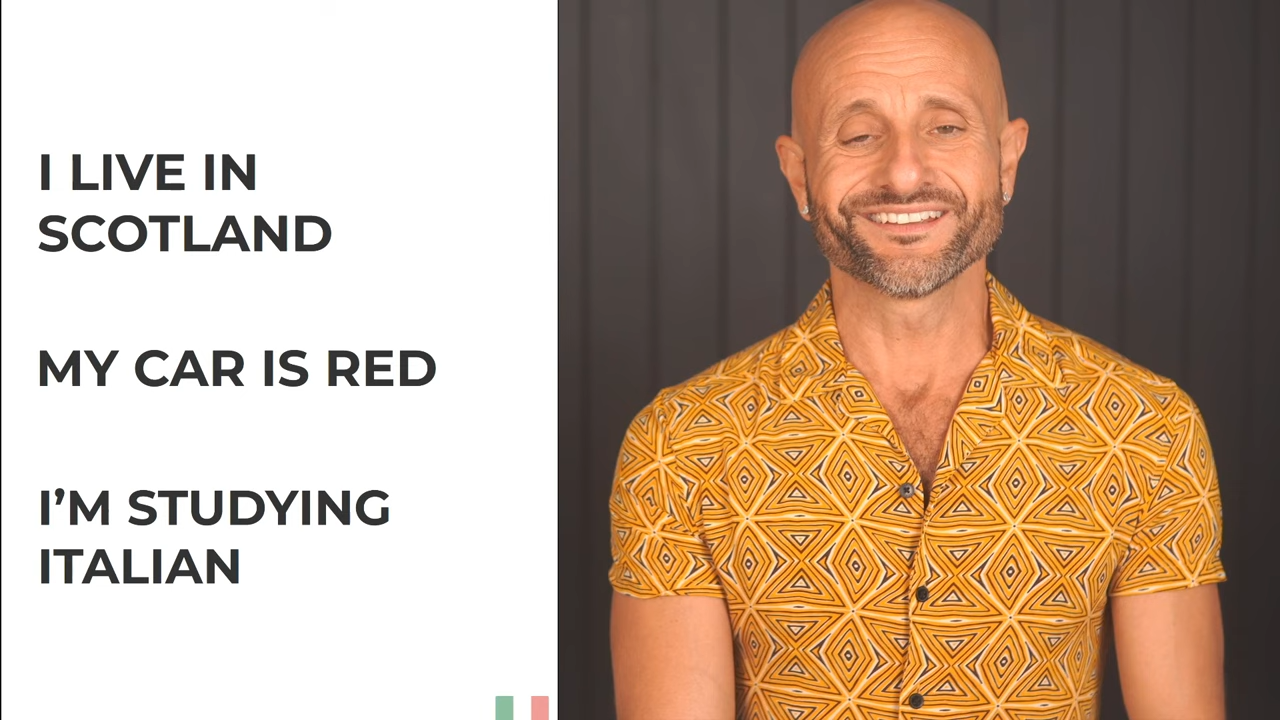 I LIVE IN
SCOTLAND
MY CAR IS RED
I’M STUDYING
ITALIAN